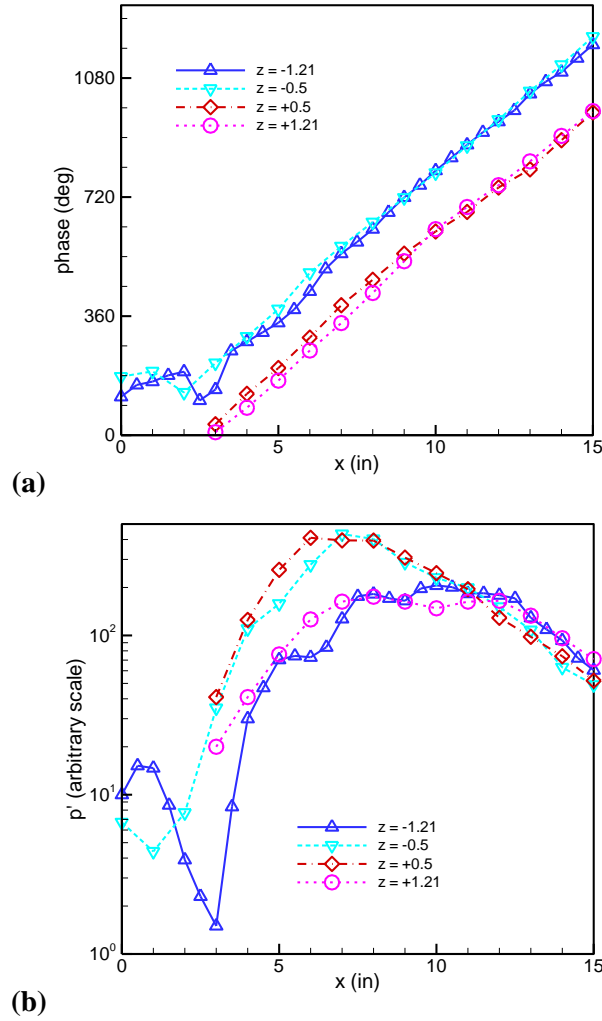 1080
720
360
0
phase (deg)
z = -1.21
z = -0.5
z = +0.5
z = +1.21
0 5 10 15
x (in)
(a)
10²
10¹
10⁰
p' (arbitrary scale)
z = -1.21
z = -0.5
z = +0.5
z = +1.21
0 5 10 15
x (in)
(b)